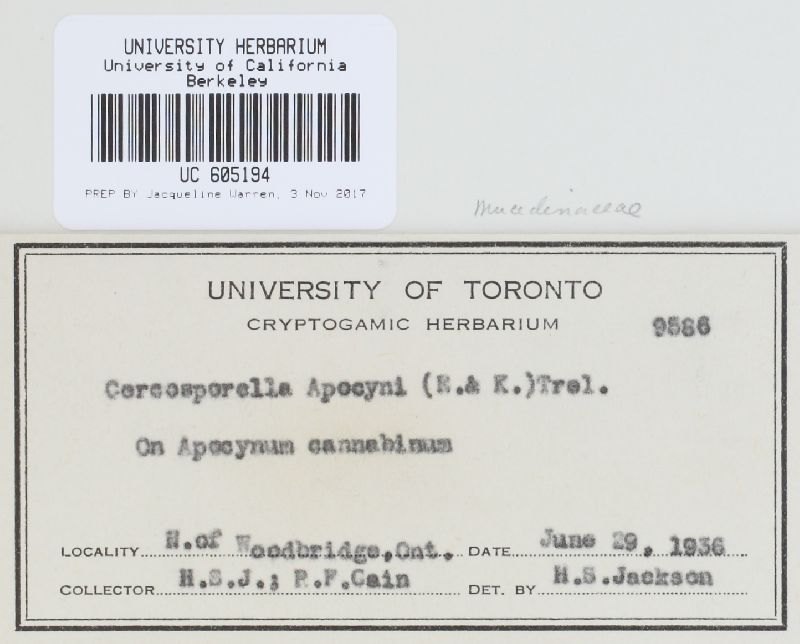 UNIVERSITY HERBARIUM
University of California
Berkeley
UC 605194
PREP BY Jacqueline Warren, 3 Nov 2017
Mucedinaceae
UNIVERSITY OF TORONTO
CRYPTOGAMIC HERBARIUM 9586
Cercosporella Apocyni (E.& K.)Trel.
On Apocynum cannabinum
LOCALITY N.of Woodbridge,Ont. DATE June 29, 1936
COLLECTOR H.S.J.; R.F.Cain DET. BY H.S.Jackson